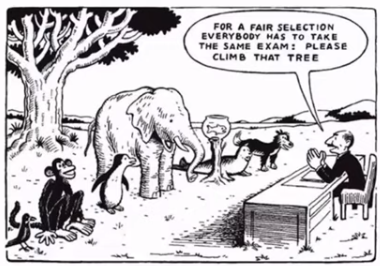 FOR A FAIR SELECTION
EVERYBODY HAS TO TAKE
THE SAME EXAM: PLEASE
CLIMB THAT TREE